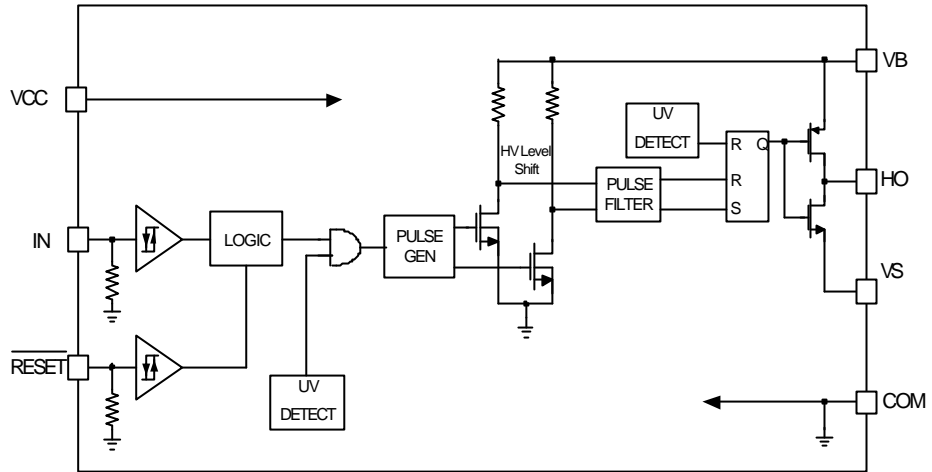 VB
VCC
UV
DETECT
R
Q
HV Level
Shift
R
S
PULSE
FILTER
HO
IN
LOGIC
PULSE
GEN
VS
RESET
UV
DETECT
COM